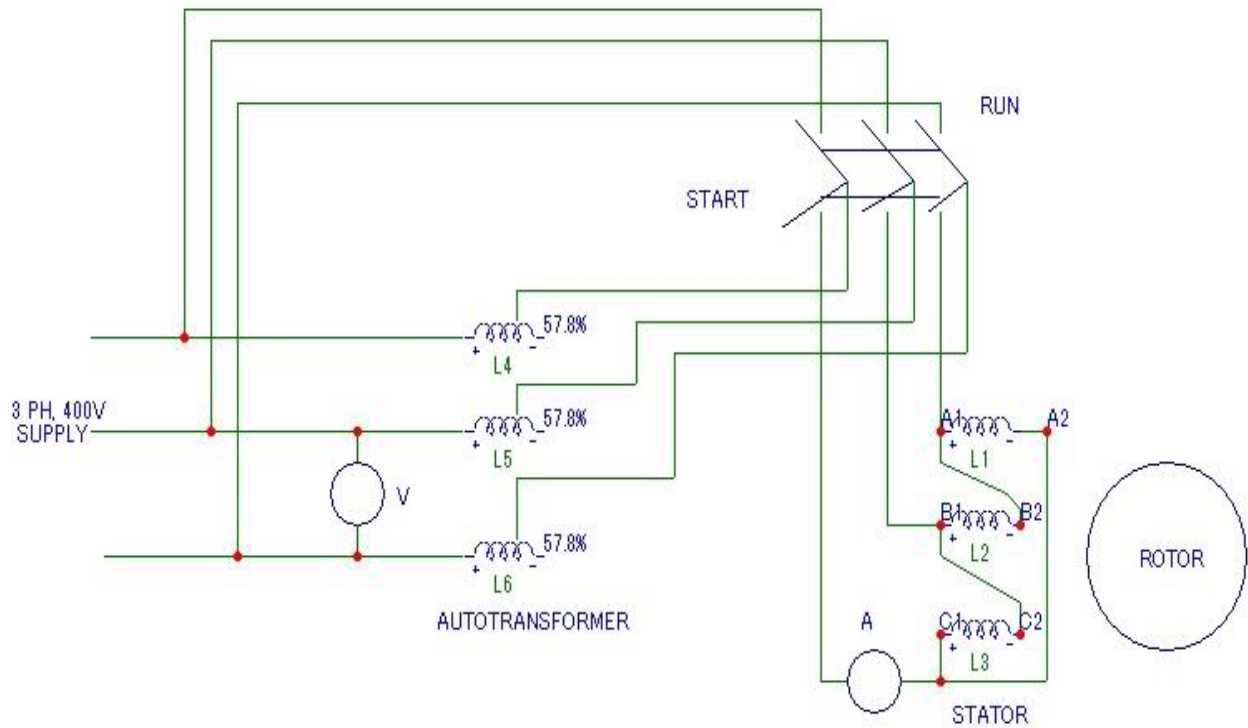 RUN
START
57.8%
L4
3 PH, 400V
SUPPLY
57.8%
L5
V
57.8%
L6
AUTOTRANSFORMER
A1
A2
L1
B1
B2
L2
ROTOR
A
C1
C2
L3
STATOR